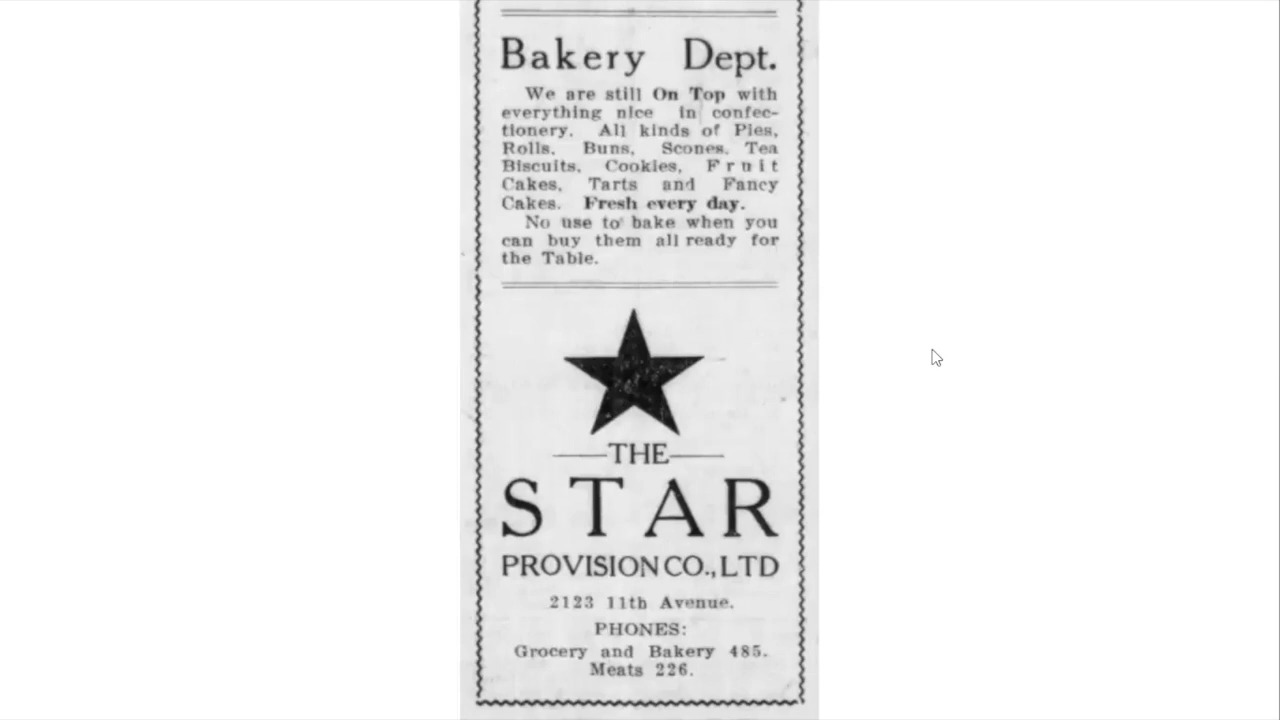 Bakery Dept.
We are still On Top with
everything nice in confec-
tionery. All kinds of Pies,
Rolls, Buns, Scones, Tea
Biscuits, Cookies, Fruit
Cakes, Tarts and Fancy
Cakes. Fresh every day.
No use to bake when you
can buy them all ready for
the Table.
THE
STAR
PROVISION CO., LTD
2123 11th Avenue.
PHONES:
Grocery and Bakery 485.
Meats 226.